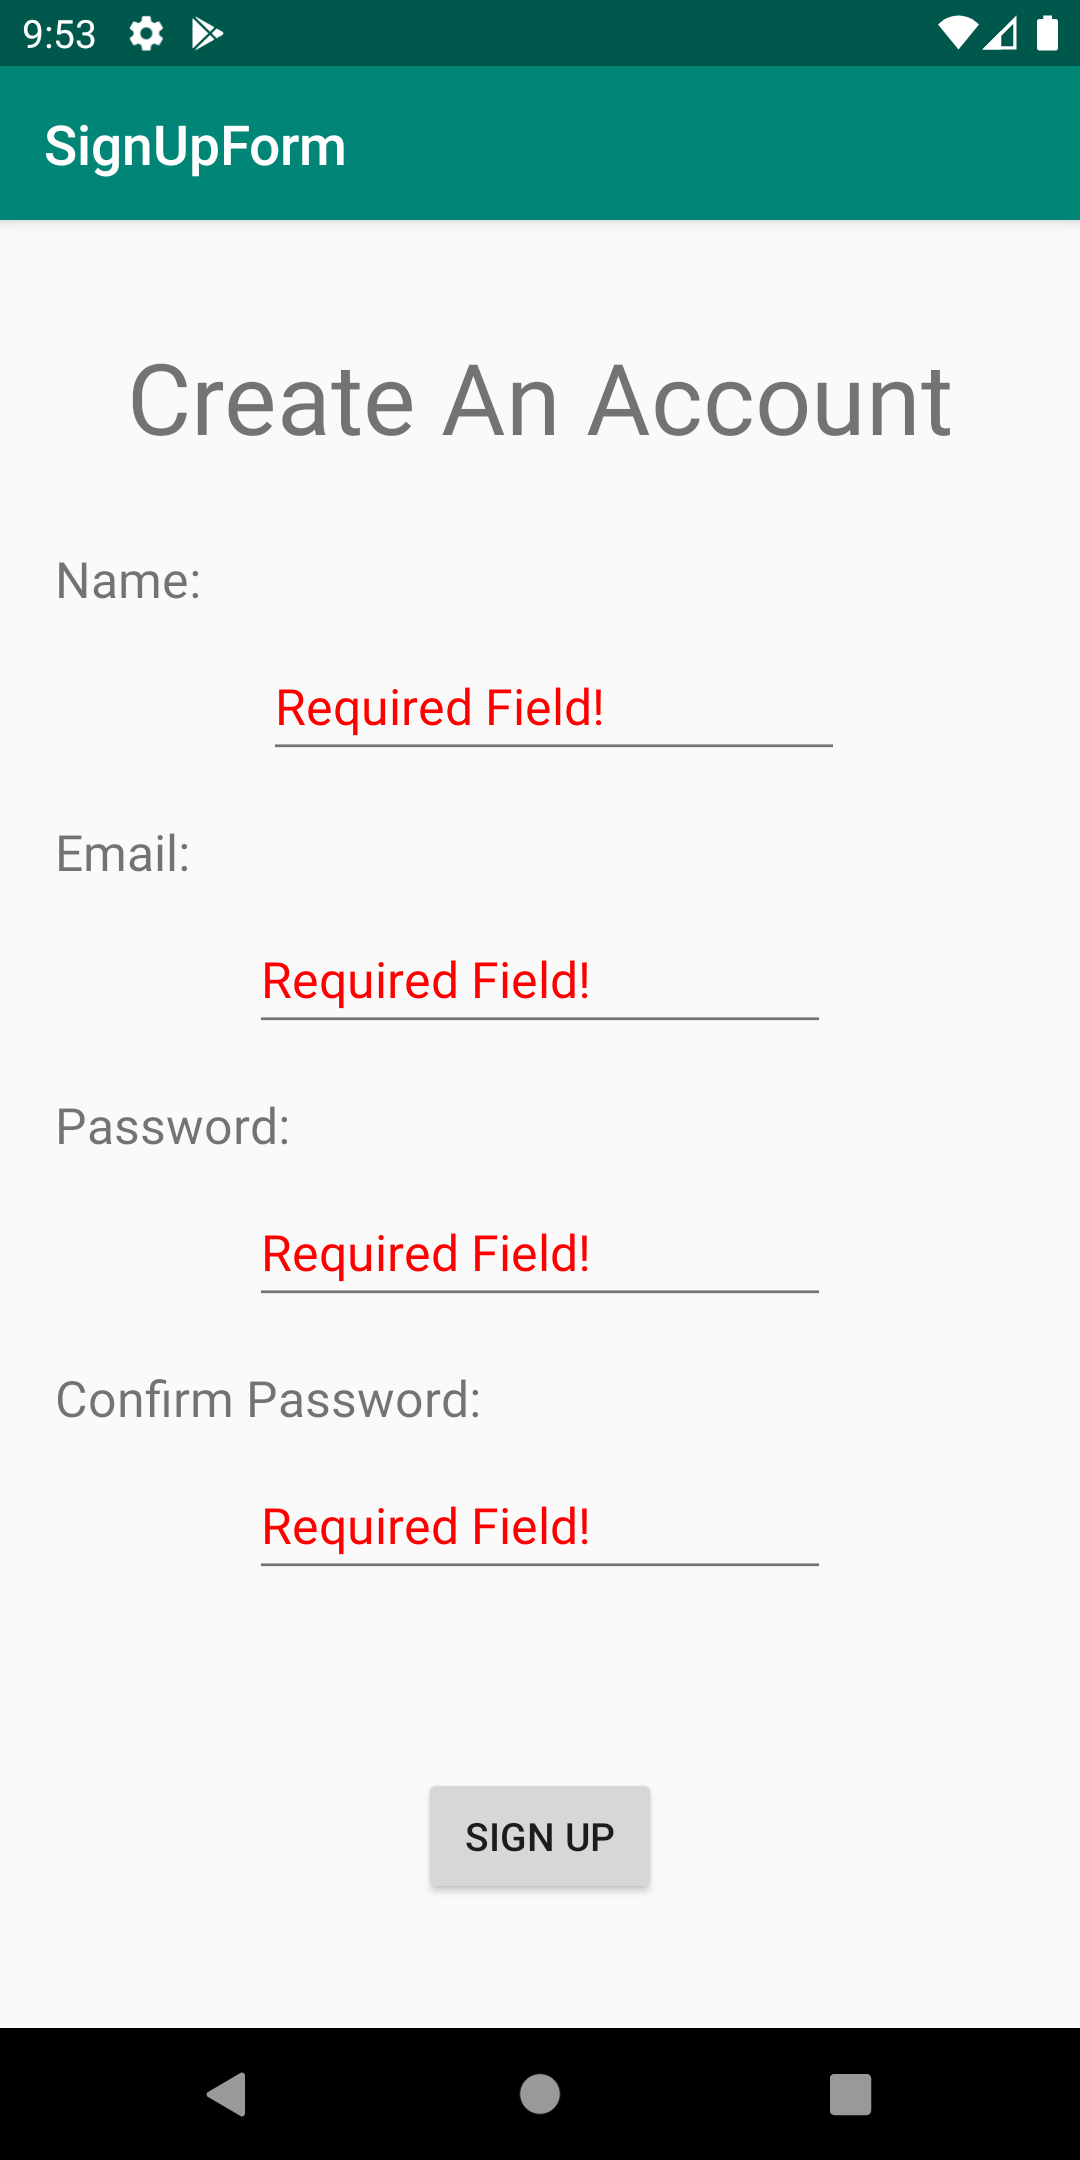 9:53
SignUpForm
Create An Account
Name:
Required Field!
Email:
Required Field!
Password:
Required Field!
Confirm Password:
Required Field!
SIGN UP